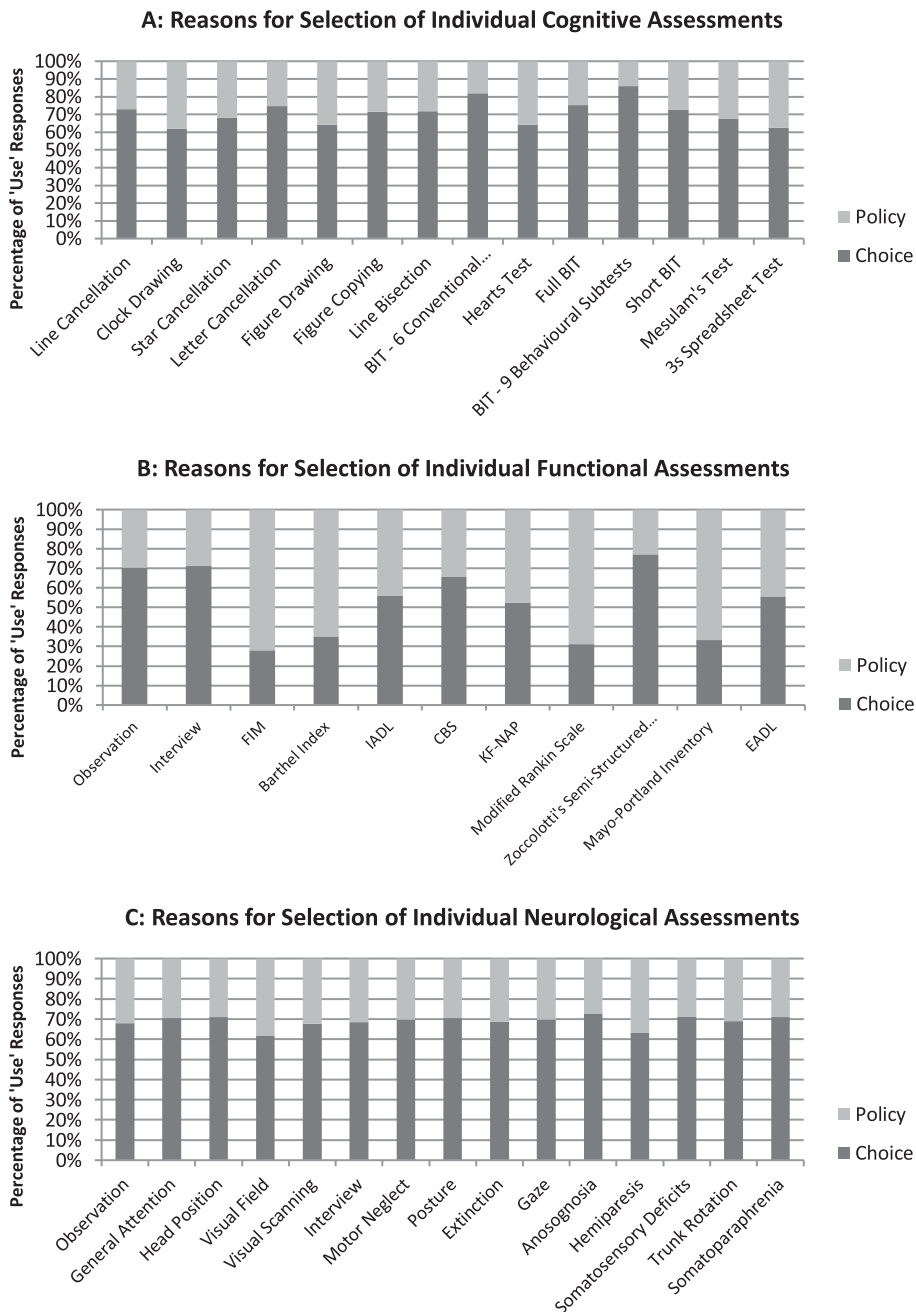 A: Reasons for Selection of Individual Cognitive Assessments
Percentage of 'Use' Responses
100%
90%
80%
70%
60%
50%
40%
30%
20%
10%
0%
Line Cancellation
Clock Drawing
Star Cancellation
Letter Cancellation
Figure Drawing
Figure Copying
Line Bisection
BIT - 6 Conventional...
Hearts Test
Full BIT
BIT - 9 Behavioural Subtests
Short BIT
Mesulam's Test
3s Spreadsheet Test
Policy
Choice
B: Reasons for Selection of Individual Functional Assessments
Percentage of 'Use' Responses
100%
90%
80%
70%
60%
50%
40%
30%
20%
10%
0%
Observation
Interview
FIM
Barthel Index
IADL
CBS
KF-NAP
Modified Rankin Scale
Zoccolotti's Semi-Structured...
Mayo-Portland Inventory
EADL
Policy
Choice
C: Reasons for Selection of Individual Neurological Assessments
Percentage of 'Use' Responses
100%
90%
80%
70%
60%
50%
40%
30%
20%
10%
0%
Observation
General Attention
Head Position
Visual Field
Visual Scanning
Interview
Motor Neglect
Posture
Extinction
Gaze
Anosognosia
Hemiparesis
Somatosensory Deficits
Trunk Rotation
Somatoparaphrenia
Policy
Choice